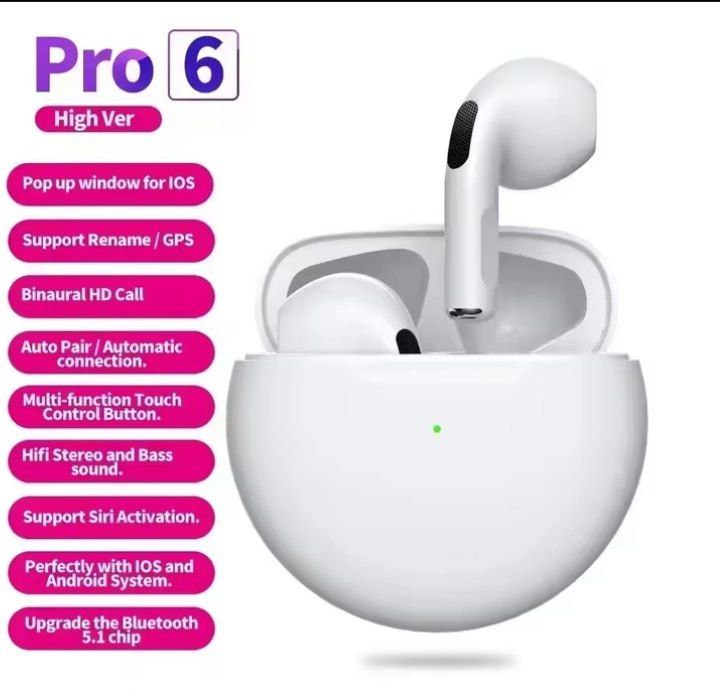 Pro 6
High Ver
Pop up window for IOS
Support Rename / GPS
Binaural HD Call
Auto Pair / Automatic
connection.
Multi-function Touch
Control Button.
Hifi Stereo and Bass
sound.
Support Siri Activation.
Perfectly with IOS and
Android System.
Upgrade the Bluetooth
5.1 chip